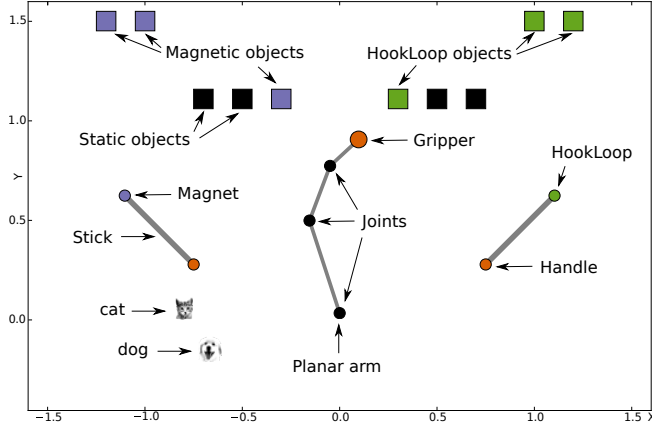 1.5
Magnetic objects
HookLoop objects
Static objects
1.0
Gripper
HookLoop
Y
Magnet
Joints
0.5
Stick
Handle
cat
0.0
dog
Planar arm
−1.5 −1.0 −0.5 0.0 0.5 1.0 1.5 X